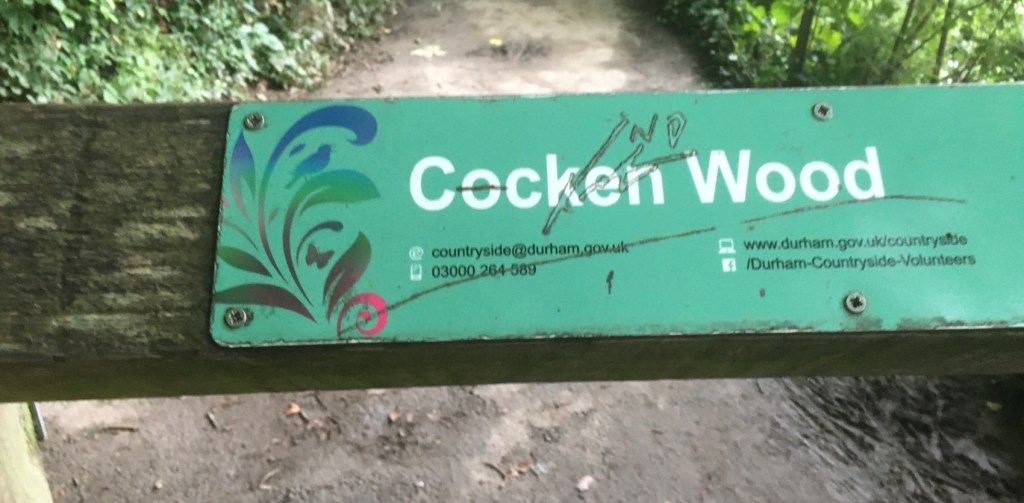 ND
Cocken Wood
countryside@durham.gov.uk
03000 264 589
www.durham.gov.uk/countryside
/Durham-Countryside-Volunteers